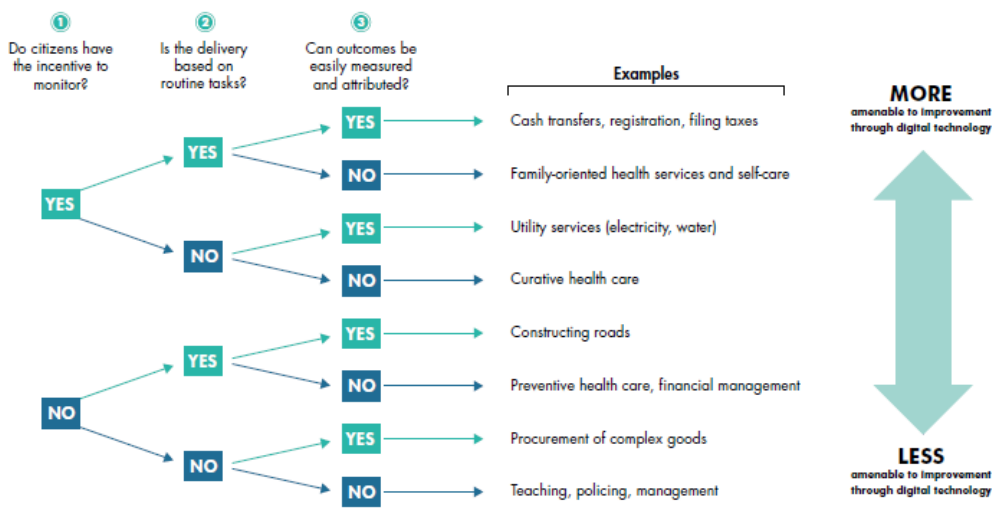 1
Do citizens have
the incentive to
monitor?
2
Is the delivery
based on
routine tasks?
3
Can outcomes be
easily measured
and attributed?
Examples
MORE
amenable to improvement
through digital technology
YES
YES
YES
Cash transfers, registration, filing taxes
NO
Family-oriented health services and self-care
NO
YES
Utility services (electricity, water)
NO
Curative health care
NO
YES
YES
Constructing roads
NO
Preventive health care, financial management
NO
YES
Procurement of complex goods
NO
Teaching, policing, management
LESS
amenable to improvement
through digital technology